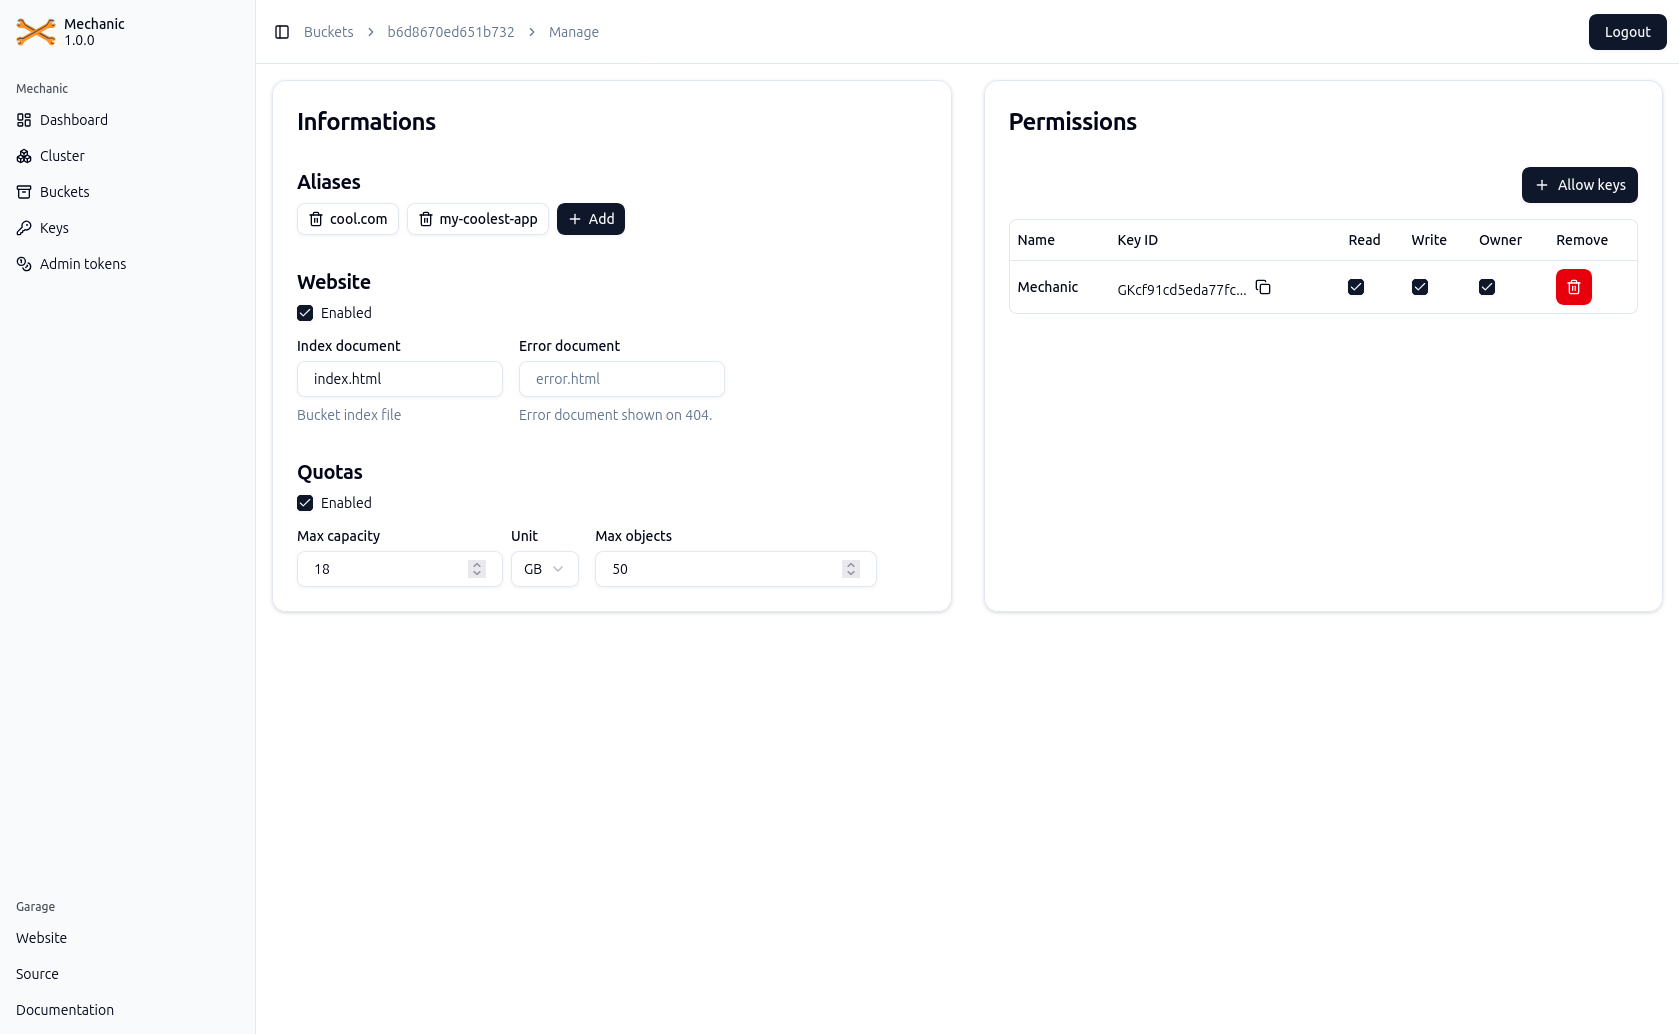 Mechanic
1.0.0
Mechanic
Dashboard
Cluster
Buckets
Keys
Admin tokens
Garage
Website
Source
Documentation
Buckets > b6d8670ed651b732 > Manage
Logout
Informations
Aliases
cool.com my-coolest-app + Add
Website
Enabled
Index document Error document
index.html error.html
Bucket index file Error document shown on 404.
Quotas
Enabled
Max capacity Unit Max objects
18 GB 50
Permissions
+ Allow keys
Name Key ID Read Write Owner Remove
Mechanic GKcf91cd5eda77fc...